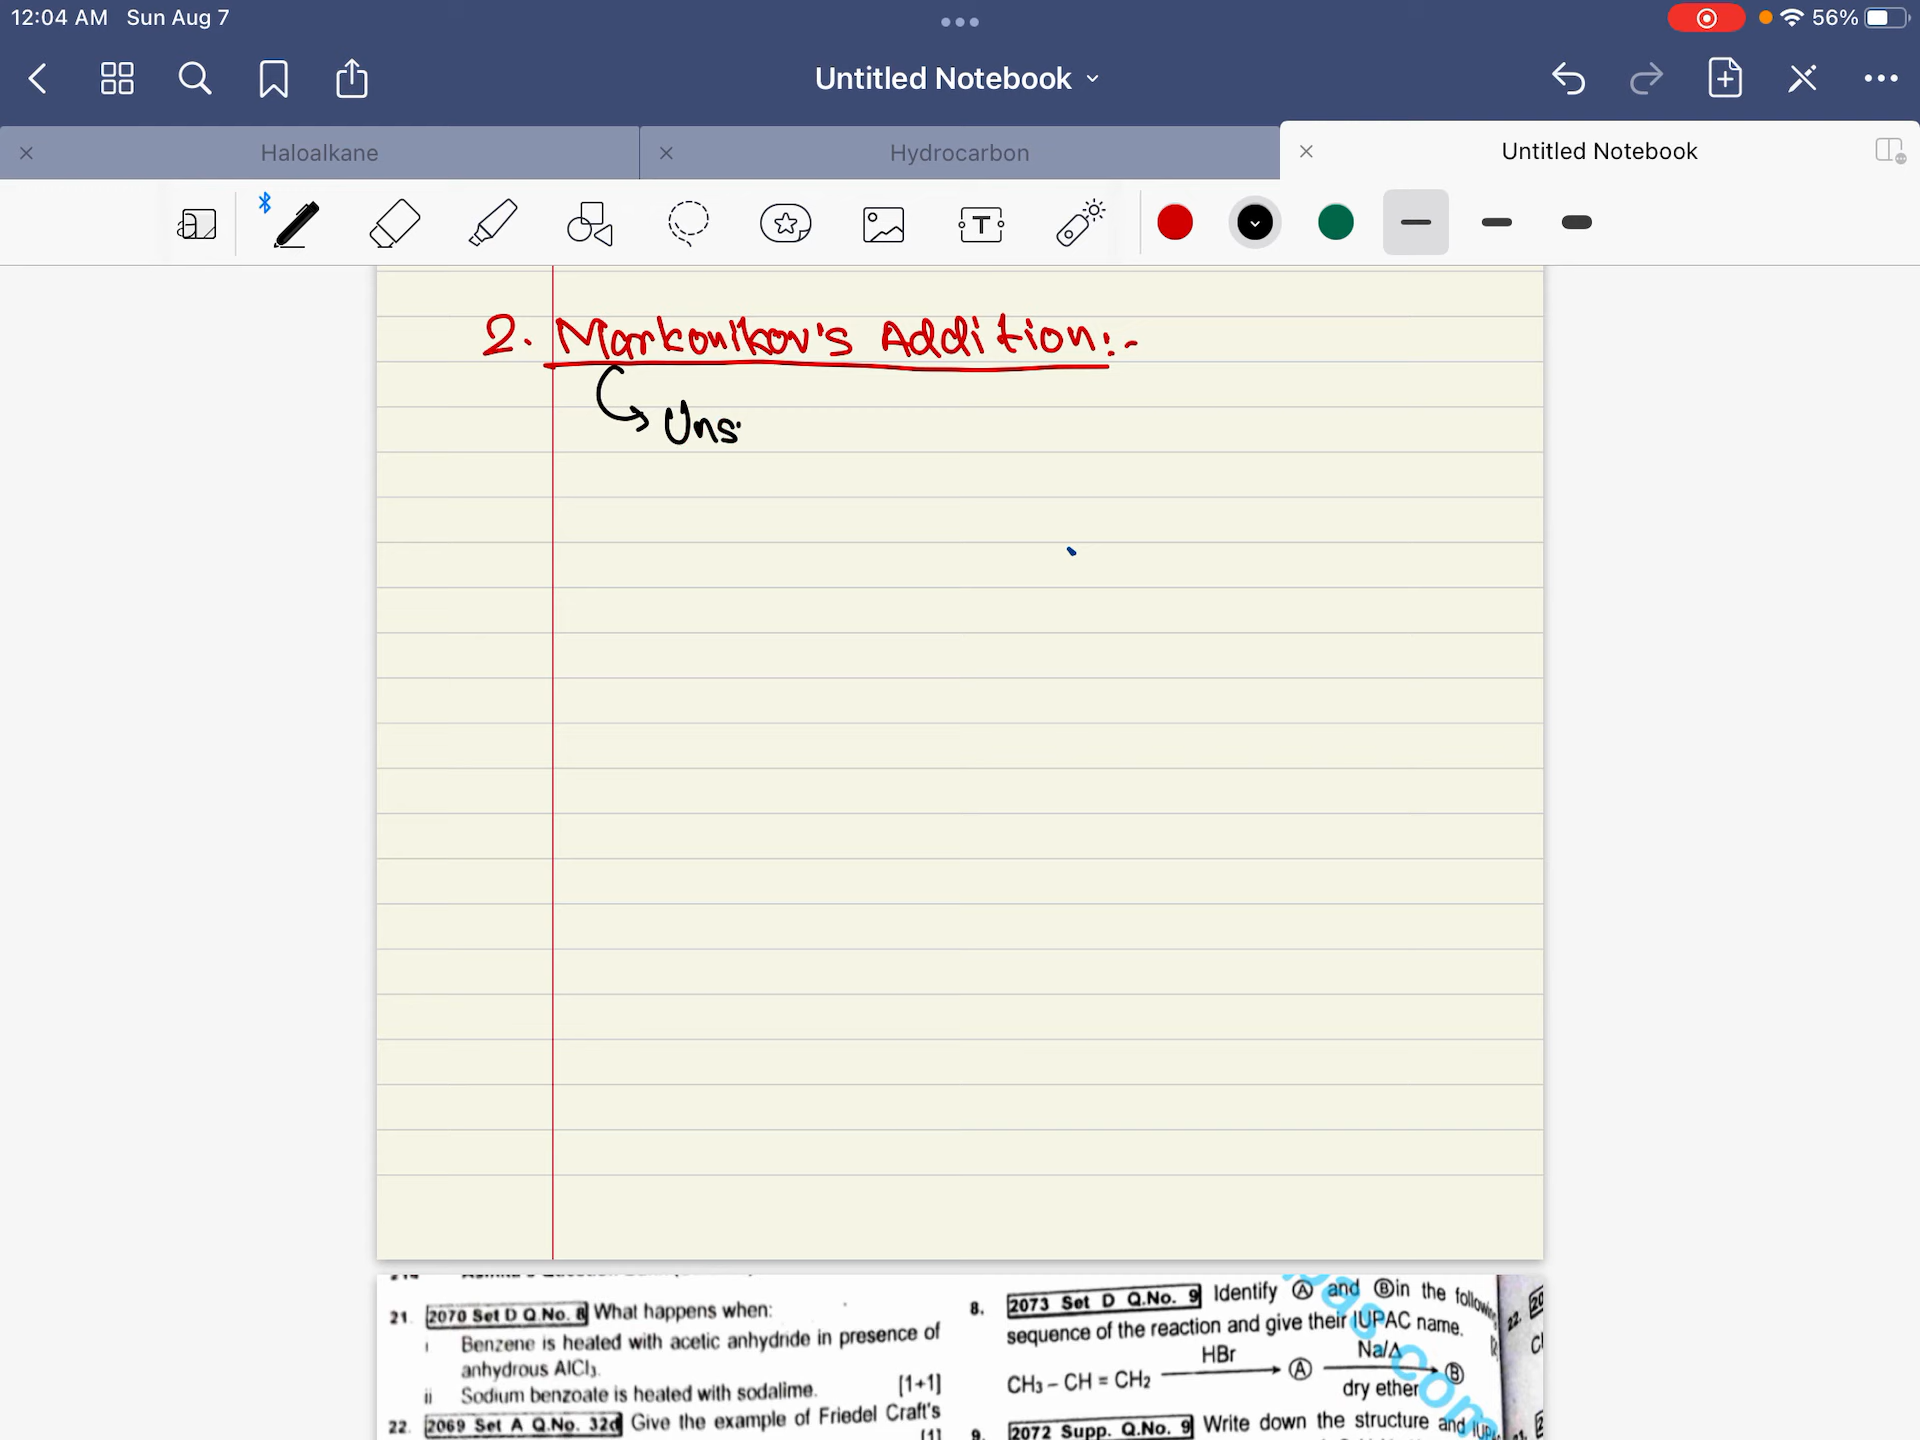 12:04 AM Sun Aug 7
56%
Untitled Notebook
Haloalkane
Hydrocarbon
Untitled Notebook
T
2. Markonikov's Addition:-
Uns
21. 2070 Set D Q.No. 8 What happens when:
i Benzene is heated with acetic anhydride in presence of
anhydrous AlCl₃.
ii Sodium benzoate is heated with sodalime. [1+1]
22. 2069 Set A Q.No. 32d Give the example of Friedel Craft's
[1]
8. 2073 Set D Q.No. 9 Identify Ⓐ and Ⓑ in the following
sequence of the reaction and give their IUPAC name.
CH₃ – CH = CH₂ HBr Ⓐ Na/Δ dry ether Ⓑ
9. 2072 Supp. Q.No. 9 Write down the structure and
22.